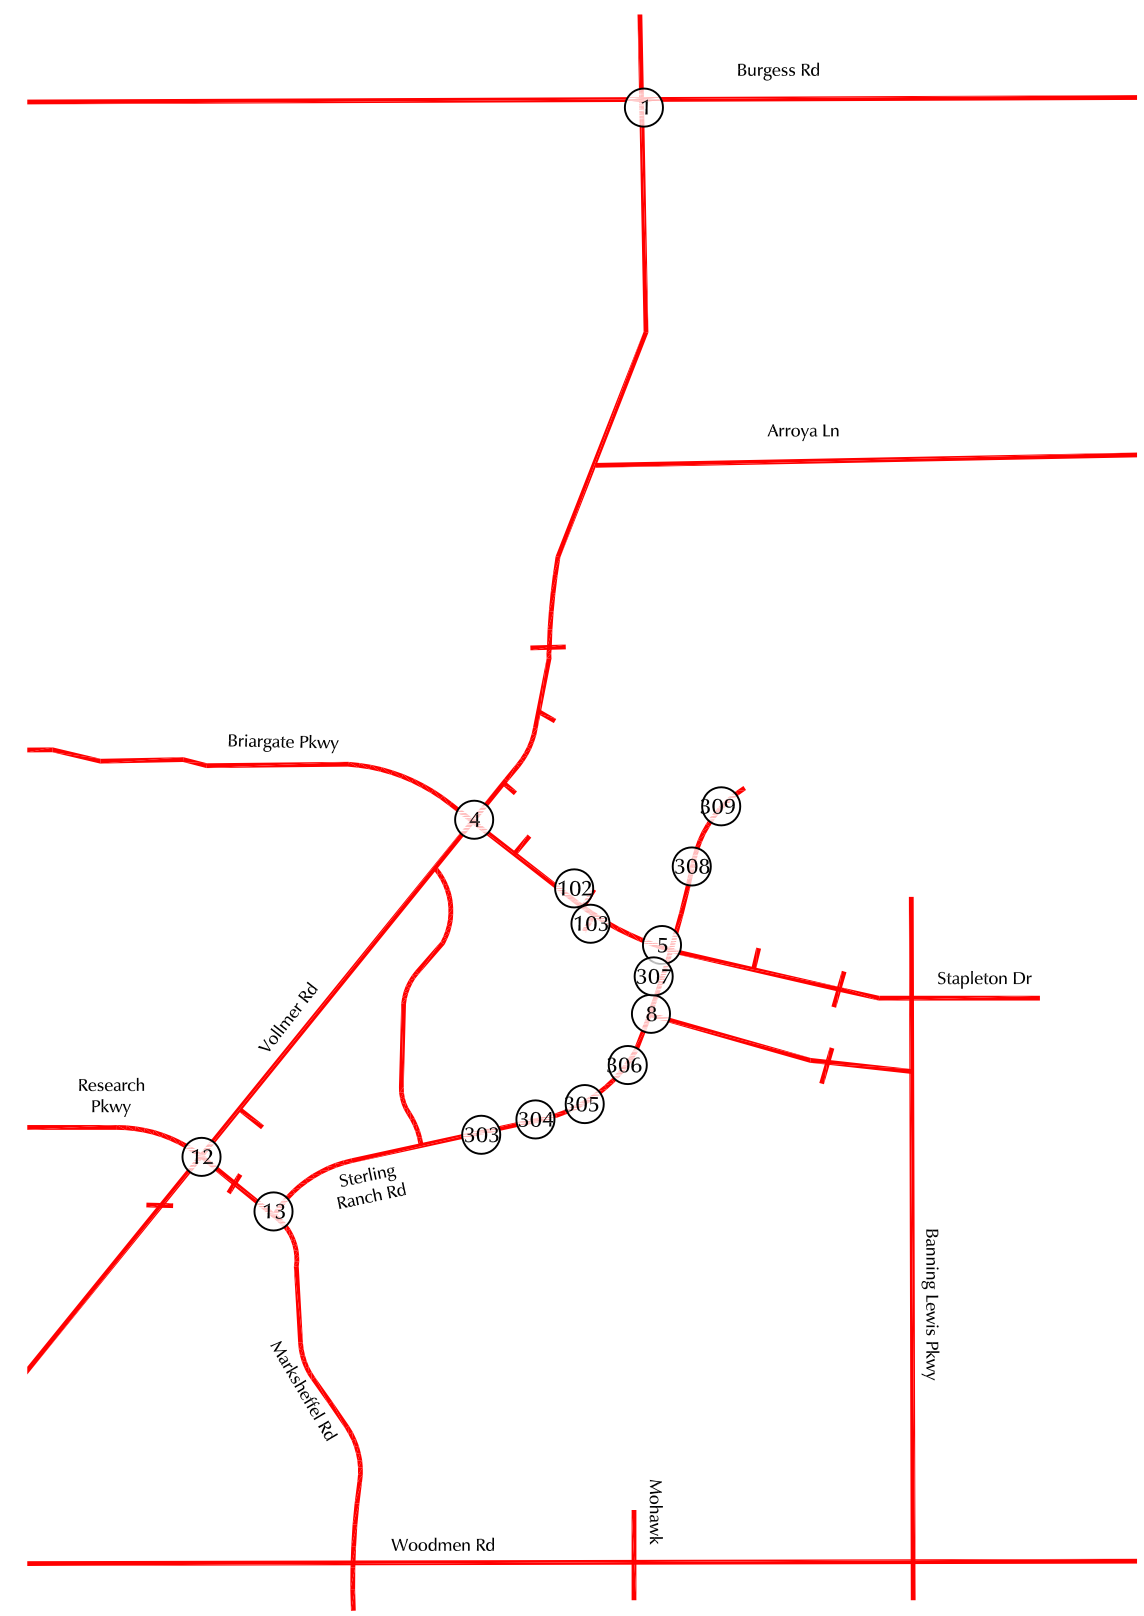 Burgess Rd
1
Arroya Ln
Briargate Pkwy
309
4
308
102
103
5
307
Stapleton Dr
8
Vollmer Rd
306
Research
Pkwy
305
304
303
12
Sterling
Ranch Rd
13
Banning Lewis Pkwy
Marksheffel Rd
Mohawk
Woodmen Rd